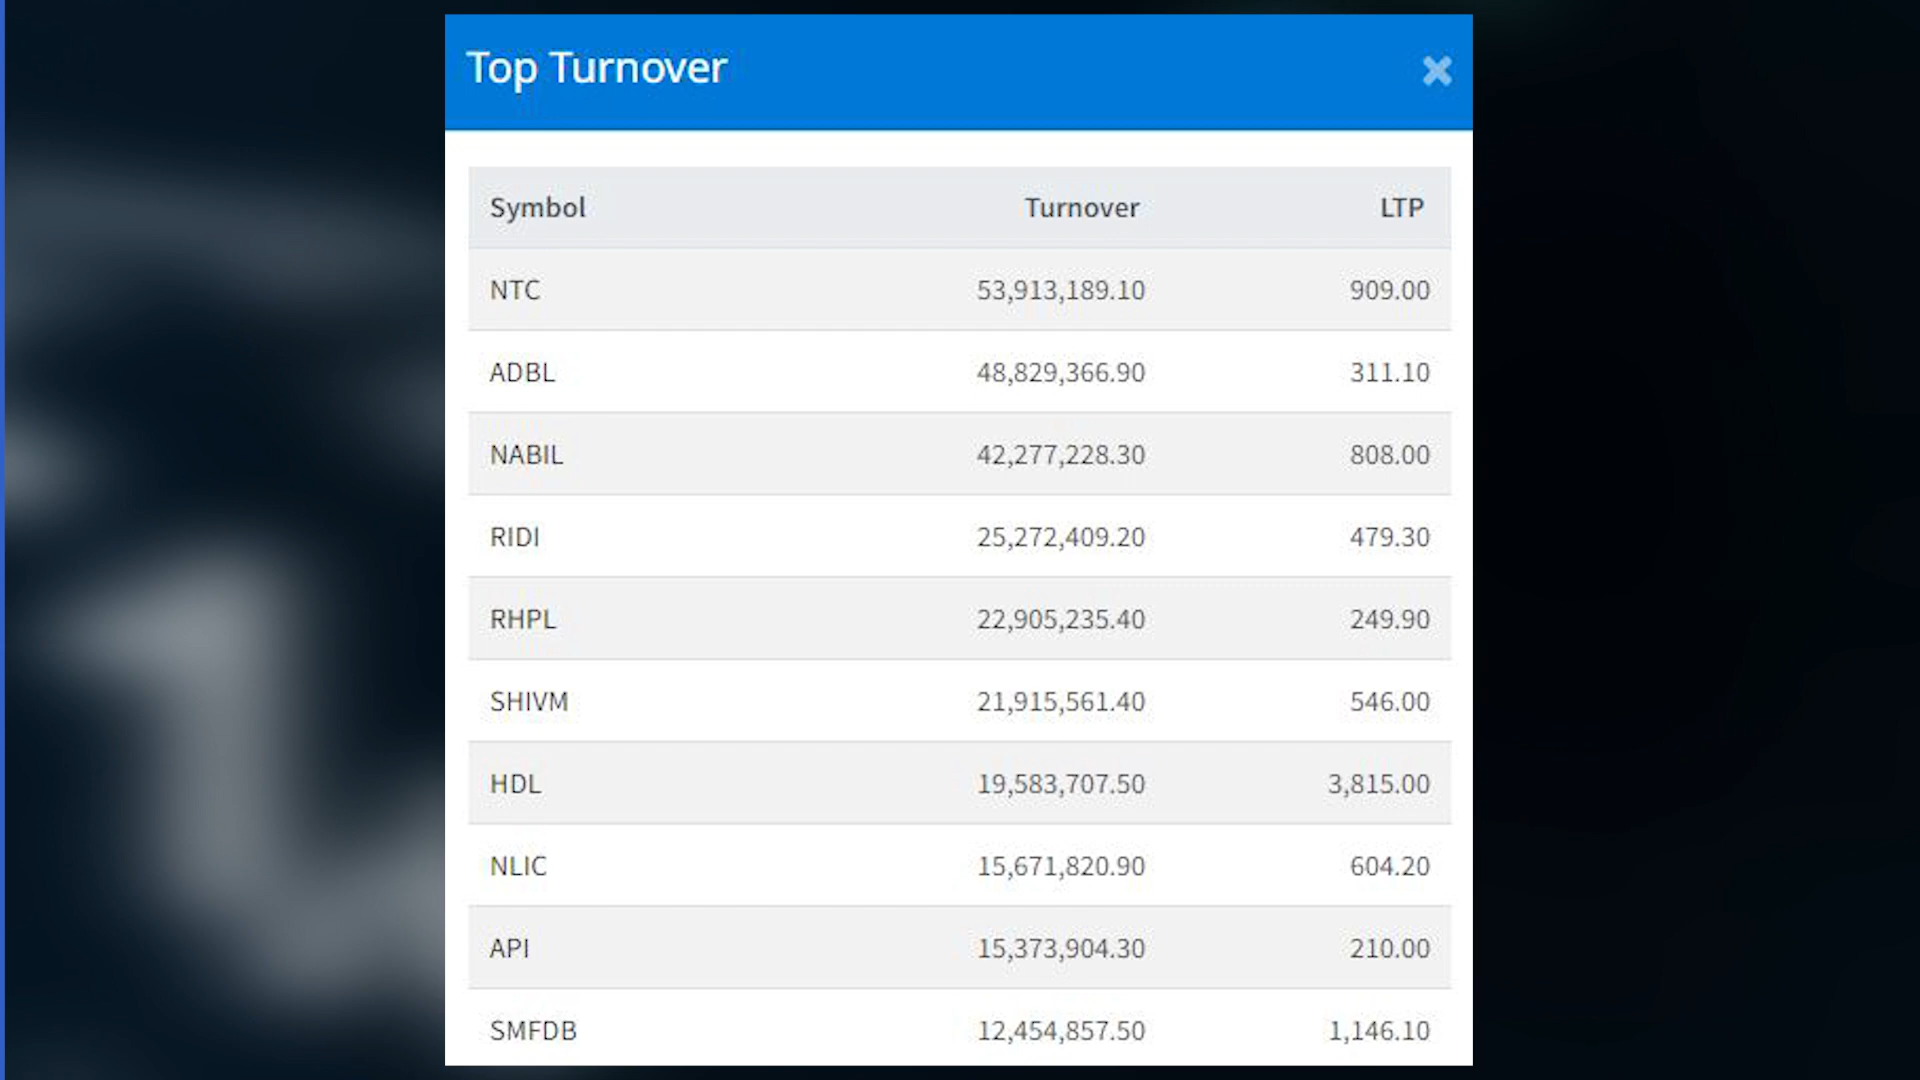 Top Turnover
Symbol Turnover LTP
NTC 53,913,189.10 909.00
ADBL 48,829,366.90 311.10
NABIL 42,277,228.30 808.00
RIDI 25,272,409.20 479.30
RHPL 22,905,235.40 249.90
SHIVM 21,915,561.40 546.00
HDL 19,583,707.50 3,815.00
NLIC 15,671,820.90 604.20
API 15,373,904.30 210.00
SMFDB 12,454,857.50 1,146.10